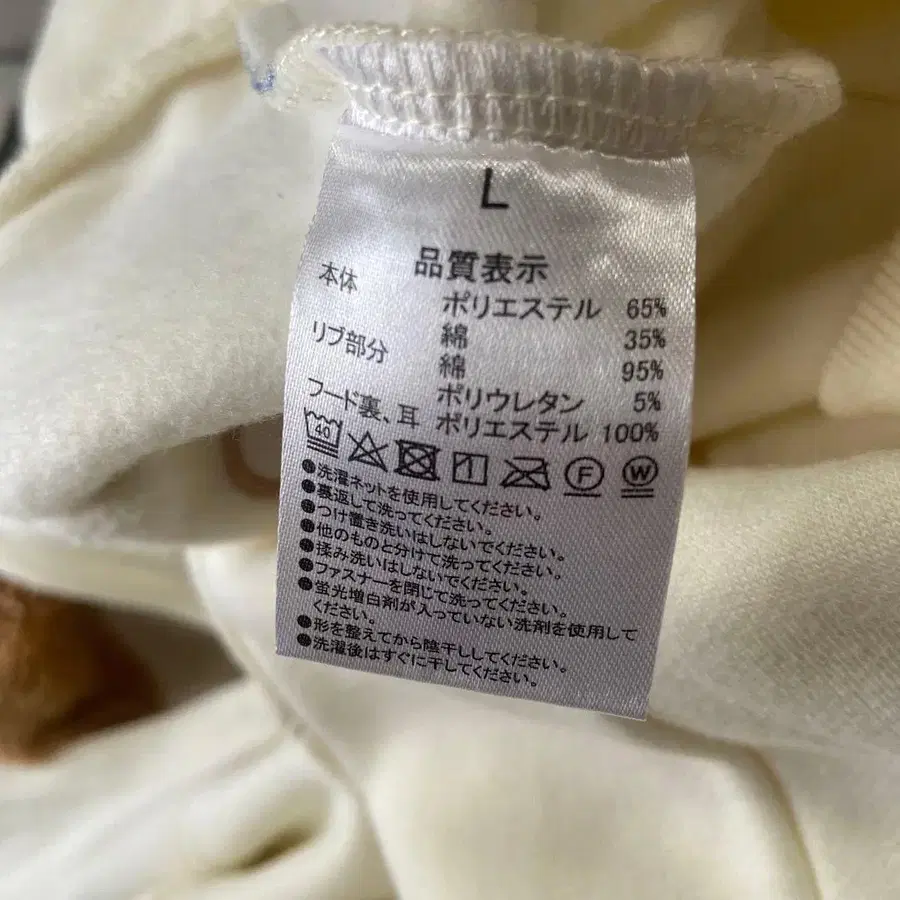 L
品質表示
本体 ポリエステル 65%
綿 35%
リブ部分 綿 95%
ポリウレタン 5%
フード裏、耳 ポリエステル 100%
40 F W
●洗濯ネットを使用してください。
●裏返して洗ってください。
●つけ置き洗いはしないでください。
●他のものと分けて洗ってください。
●揉み洗いはしないでください。
●ファスナーを閉じて洗ってください。
●蛍光増白剤が入っていない洗剤を使用して
ください。
●形を整えてから陰干ししてください。
●洗濯後はすぐに干してください。